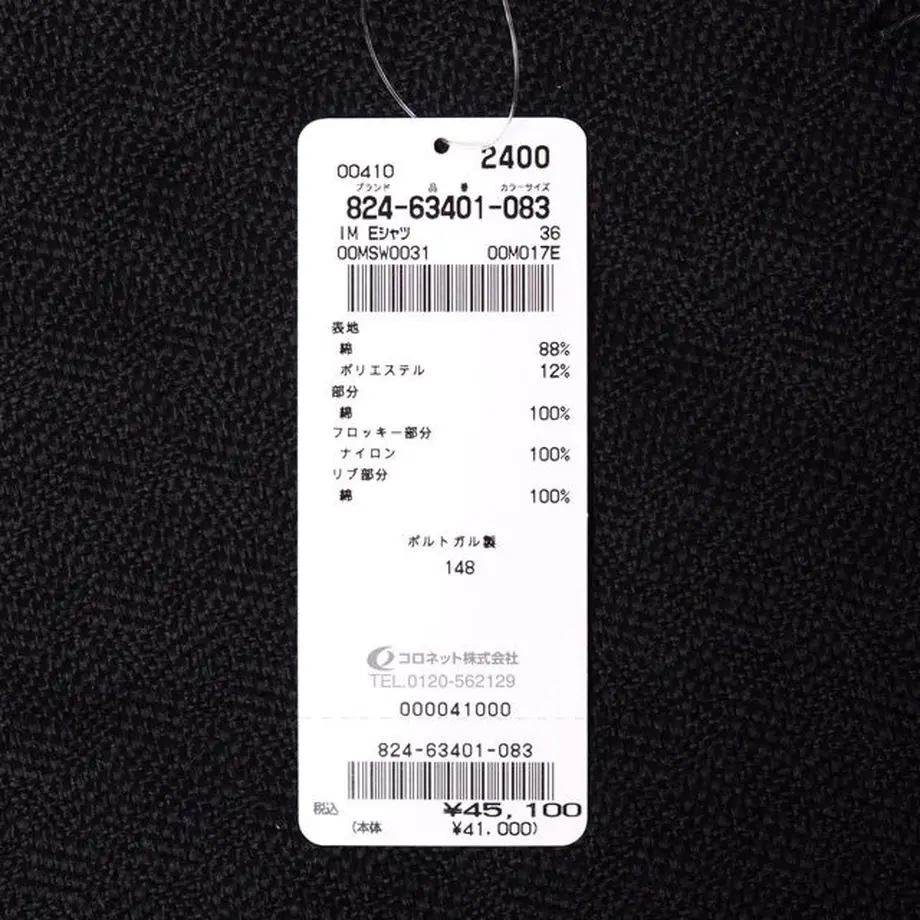 2400
00410
ブランド 品 番 カラーサイズ
824-63401-083
IM Eシャツ 36
00MSW0031 00M017E
表地
綿 88%
ポリエステル 12%
部分
綿 100%
フロッキー部分
ナイロン 100%
リブ部分
綿 100%
ポルトガル製
148
コロネット株式会社
TEL.0120-562129
000041000
824-63401-083
税込 ¥45,100
(本体 ¥41,000)